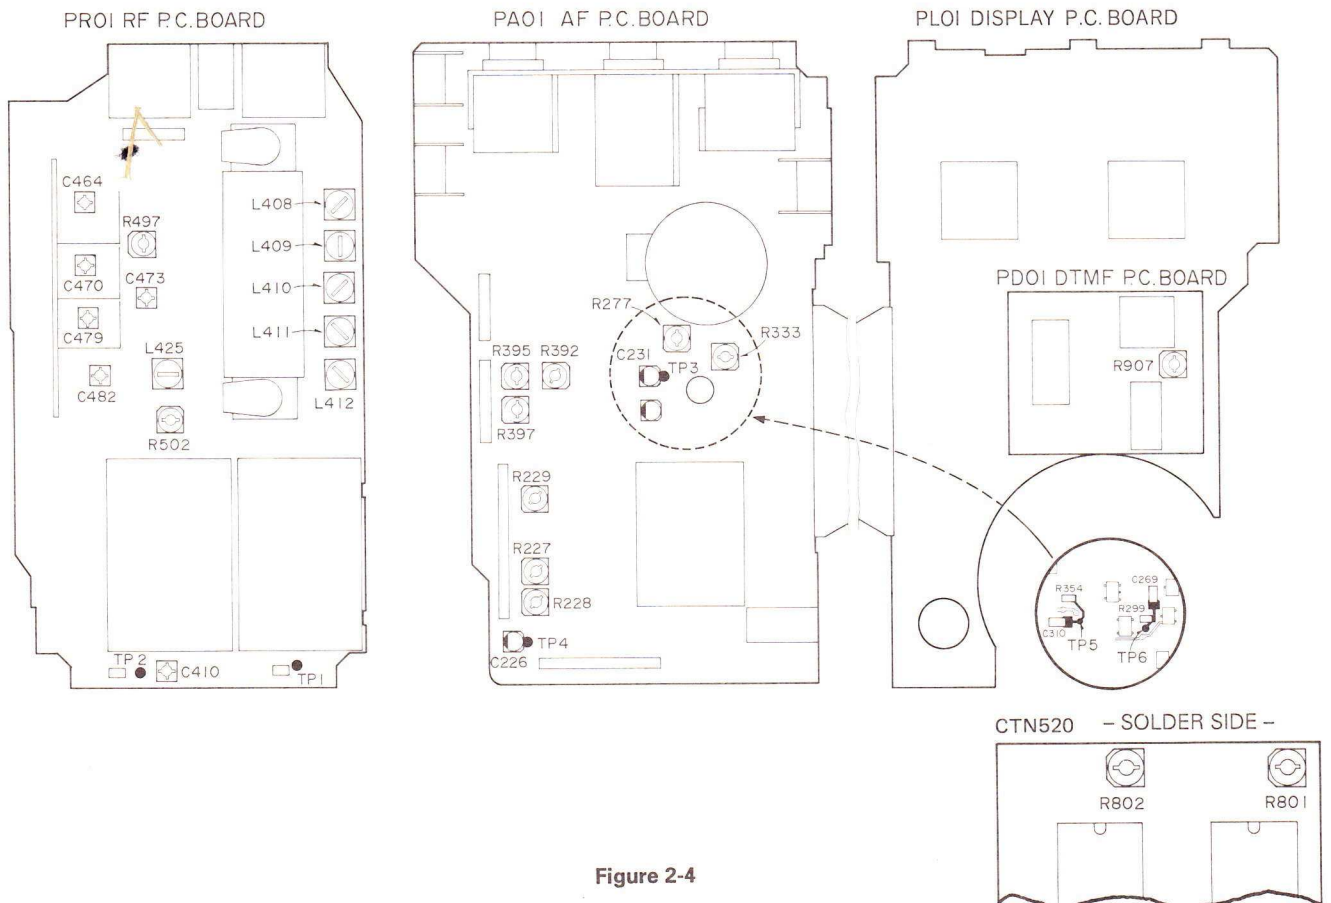 PR01 RF P.C. BOARD
PA01 AF P.C. BOARD
PL01 DISPLAY P.C. BOARD
C464
R497
C470
C473
C479
L425
C482
R502
L408
L409
L410
L411
L412
TP2
C410
TP1
R277
R333
C231
TP3
R395
R392
R397
R229
R227
R228
TP4
C226
PD01 DTMF P.C. BOARD
R907
R354
C269
R299
C310
TP5
TP6
CTN520
– SOLDER SIDE –
R802
R801
Figure 2-4